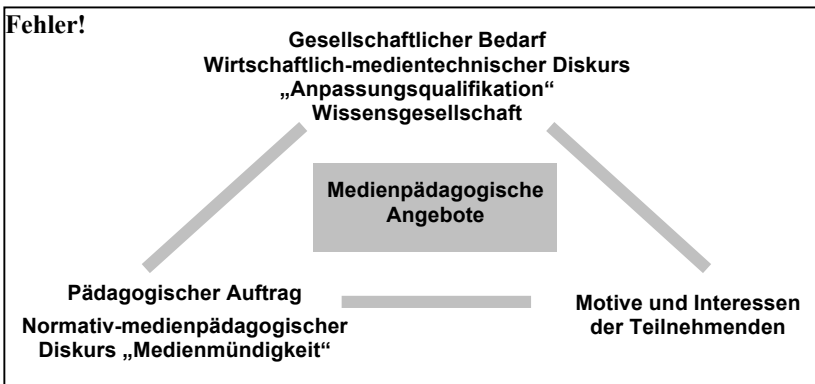 Fehler!
Gesellschaftlicher Bedarf
Wirtschaftlich-medientechnischer Diskurs
„Anpassungsqualifikation“
Wissensgesellschaft
Medienpädagogische
Angebote
Pädagogischer Auftrag
Normativ-medienpädagogischer
Diskurs „Medienmündigkeit“
Motive und Interessen
der Teilnehmenden